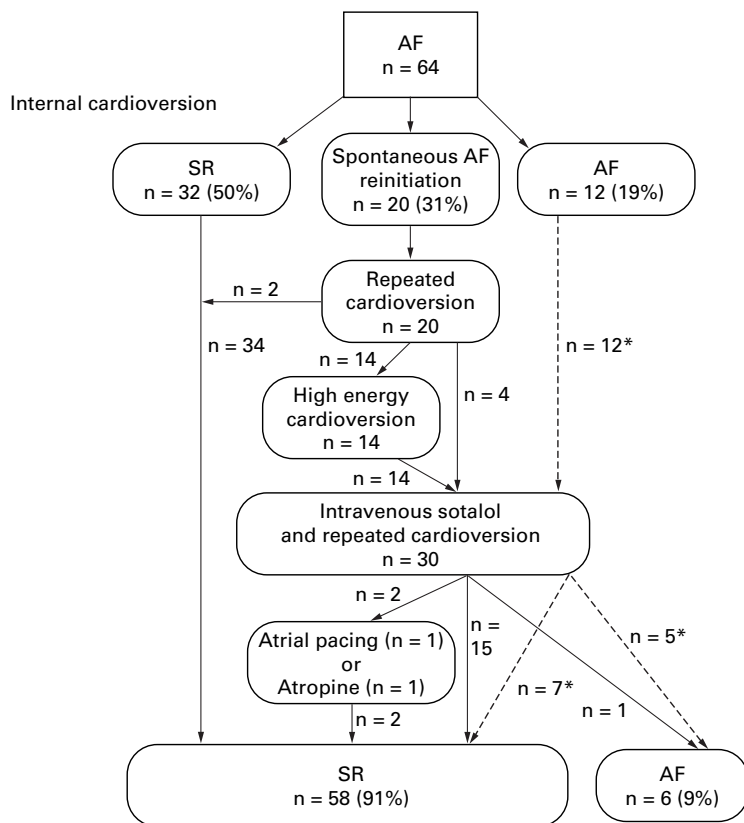 AF
n = 64
Internal cardioversion
SR
n = 32 (50%)
Spontaneous AF
reinitiation
n = 20 (31%)
AF
n = 12 (19%)
Repeated
cardioversion
n = 20
n = 2
n = 34
n = 12*
n = 14
High energy
cardioversion
n = 14
n = 4
n = 14
Intravenous sotalol
and repeated cardioversion
n = 30
n = 2
n =
15
n = 5*
Atrial pacing (n = 1)
or
Atropine (n = 1)
n = 7*
n = 1
n = 2
SR
n = 58 (91%)
AF
n = 6 (9%)